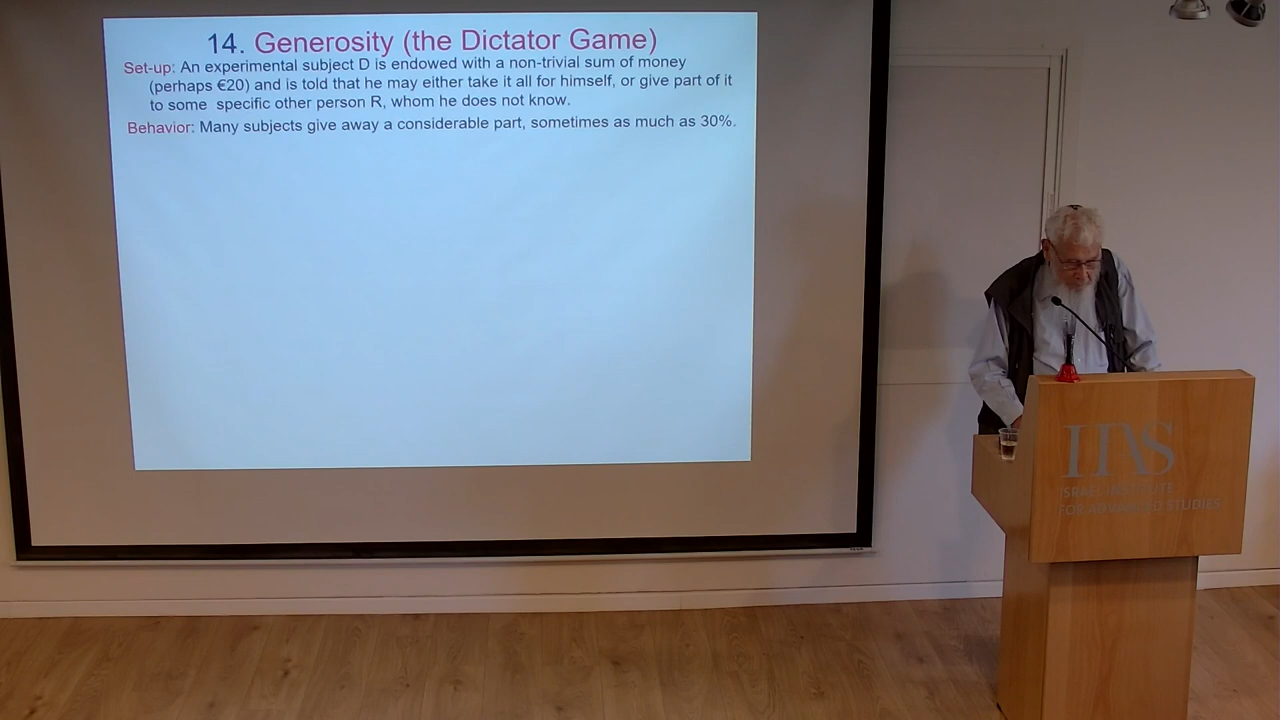 14. Generosity (the Dictator Game)
Set-up: An experimental subject D is endowed with a non-trivial sum of money
(perhaps €20) and is told that he may either take it all for himself, or give part of it
to some specific other person R, whom he does not know.
Behavior: Many subjects give away a considerable part, sometimes as much as 30%.
IIAS
ISRAEL INSTITUTE
FOR ADVANCED STUDIES